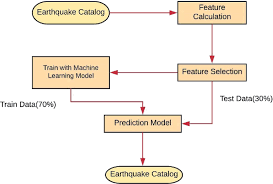 Earthquake Catalog
Feature
Calculation
Train with Machine
Learning Model
Feature Selection
Train Data(70%)
Test Data(30%)
Prediction Model
Earthquake Catalog